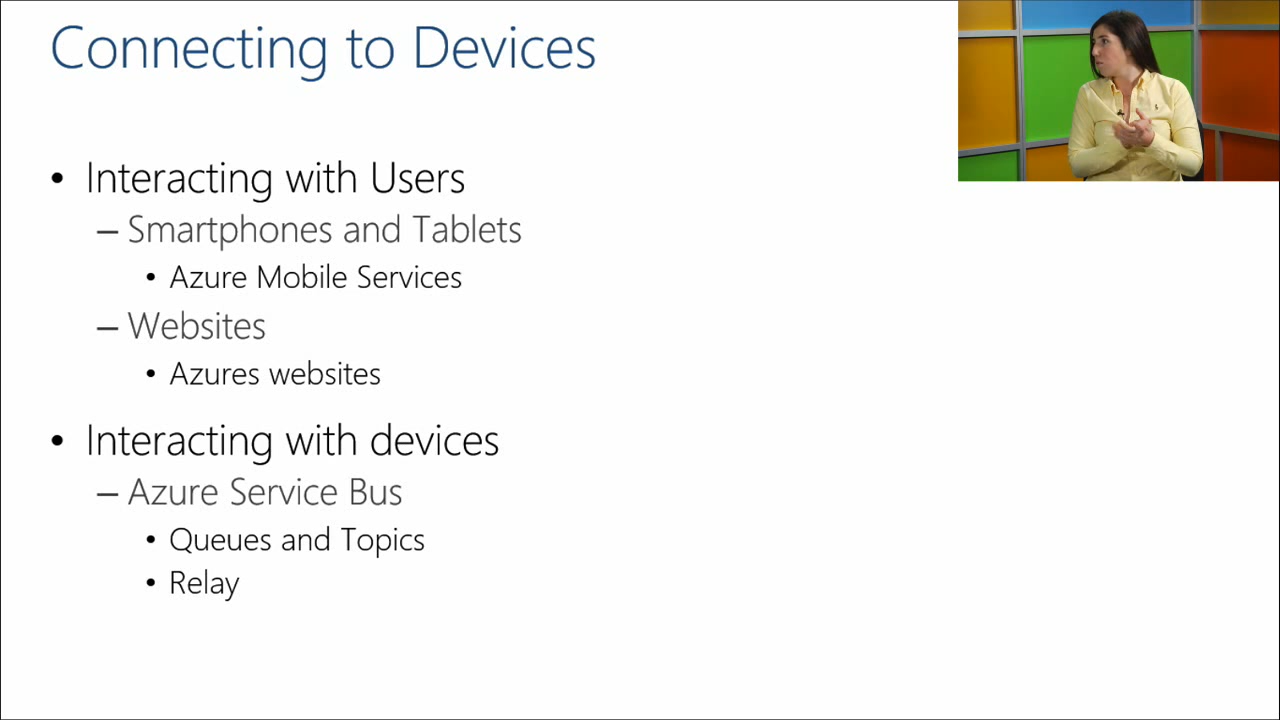 Connecting to Devices
• Interacting with Users
– Smartphones and Tablets
• Azure Mobile Services
– Websites
• Azures websites
• Interacting with devices
– Azure Service Bus
• Queues and Topics
• Relay